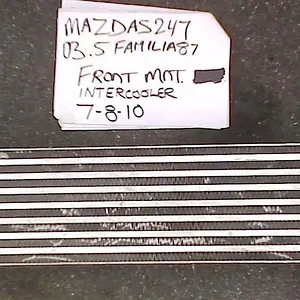 MAZDAS247
03.5 FAMILIA87
FRONT MNT.
INTERCOOLER
7-8-10